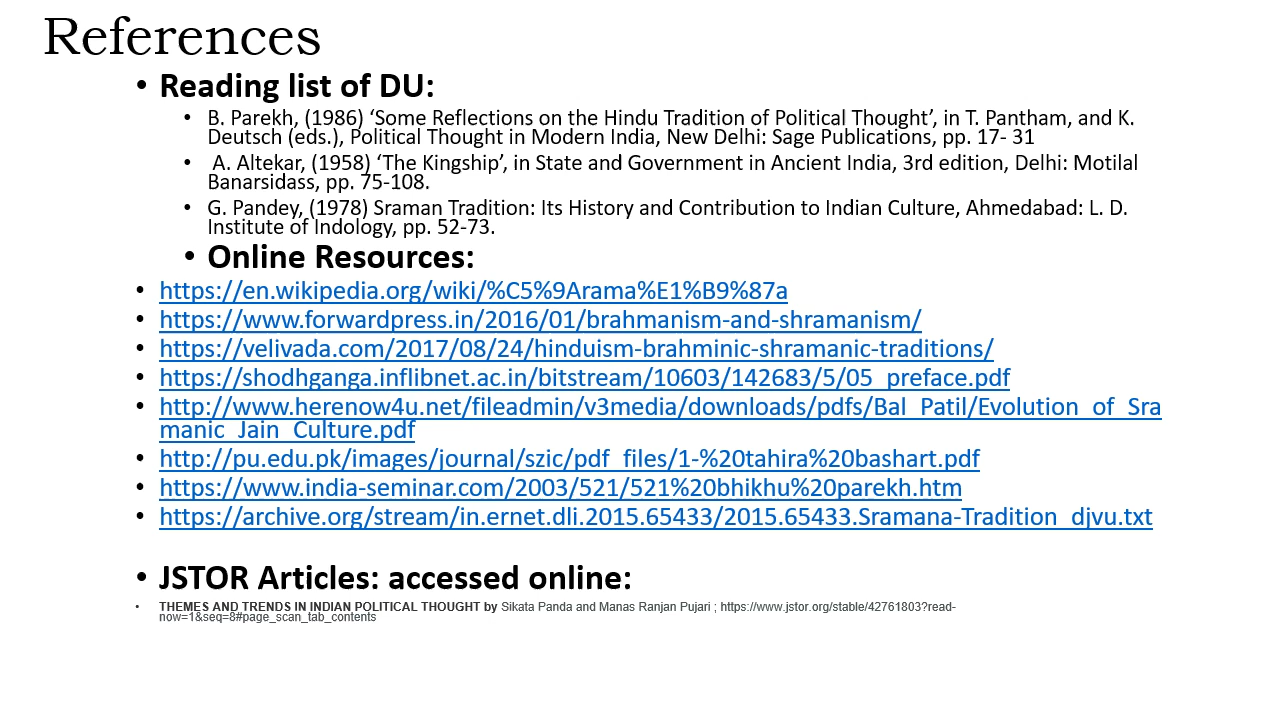 References
• Reading list of DU:
• B. Parekh, (1986) ‘Some Reflections on the Hindu Tradition of Political Thought’, in T. Pantham, and K.
Deutsch (eds.), Political Thought in Modern India, New Delhi: Sage Publications, pp. 17- 31
• A. Altekar, (1958) ‘The Kingship’, in State and Government in Ancient India, 3rd edition, Delhi: Motilal
Banarsidass, pp. 75-108.
• G. Pandey, (1978) Sraman Tradition: Its History and Contribution to Indian Culture, Ahmedabad: L. D.
Institute of Indology, pp. 52-73.
• Online Resources:
• https://en.wikipedia.org/wiki/%C5%9Arama%E1%B9%87a
• https://www.forwardpress.in/2016/01/brahmanism-and-shramanism/
• https://velivada.com/2017/08/24/hinduism-brahminic-shramanic-traditions/
• https://shodhganga.inflibnet.ac.in/bitstream/10603/142683/5/05_preface.pdf
• http://www.herenow4u.net/fileadmin/v3media/downloads/pdfs/Bal_Patil/Evolution_of_Sra
manic_Jain_Culture.pdf
• http://pu.edu.pk/images/journal/szic/pdf_files/1-%20tahira%20bashart.pdf
• https://www.india-seminar.com/2003/521/521%20bhikhu%20parekh.htm
• https://archive.org/stream/in.ernet.dli.2015.65433/2015.65433.Sramana-Tradition_djvu.txt
• JSTOR Articles: accessed online:
• THEMES AND TRENDS IN INDIAN POLITICAL THOUGHT by Sikata Panda and Manas Ranjan Pujari ; https://www.jstor.org/stable/42761803?read-
now=1&seq=8#page_scan_tab_contents